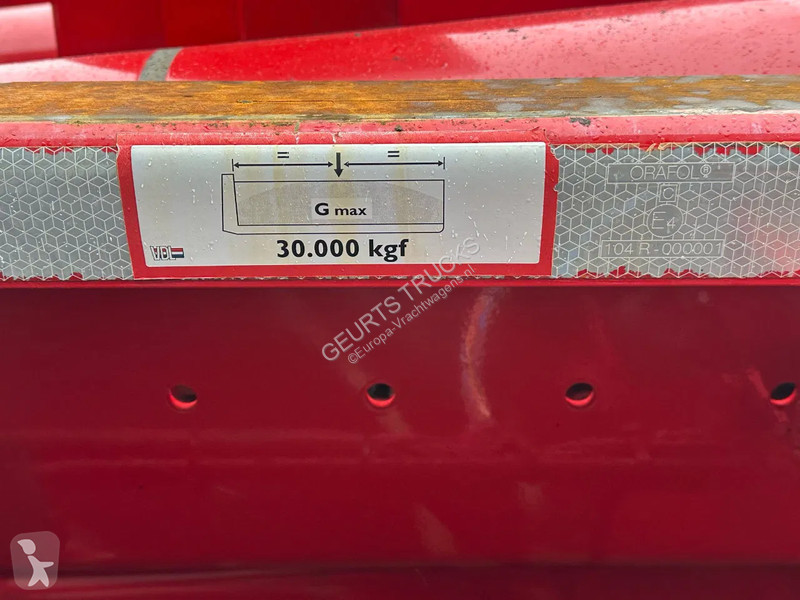 =
=
G max
30.000 kgf
ORAFOL®
C
E4
104 R-000001
GEURTS TRUCKS
©Europa-Vrachtwagens.nl